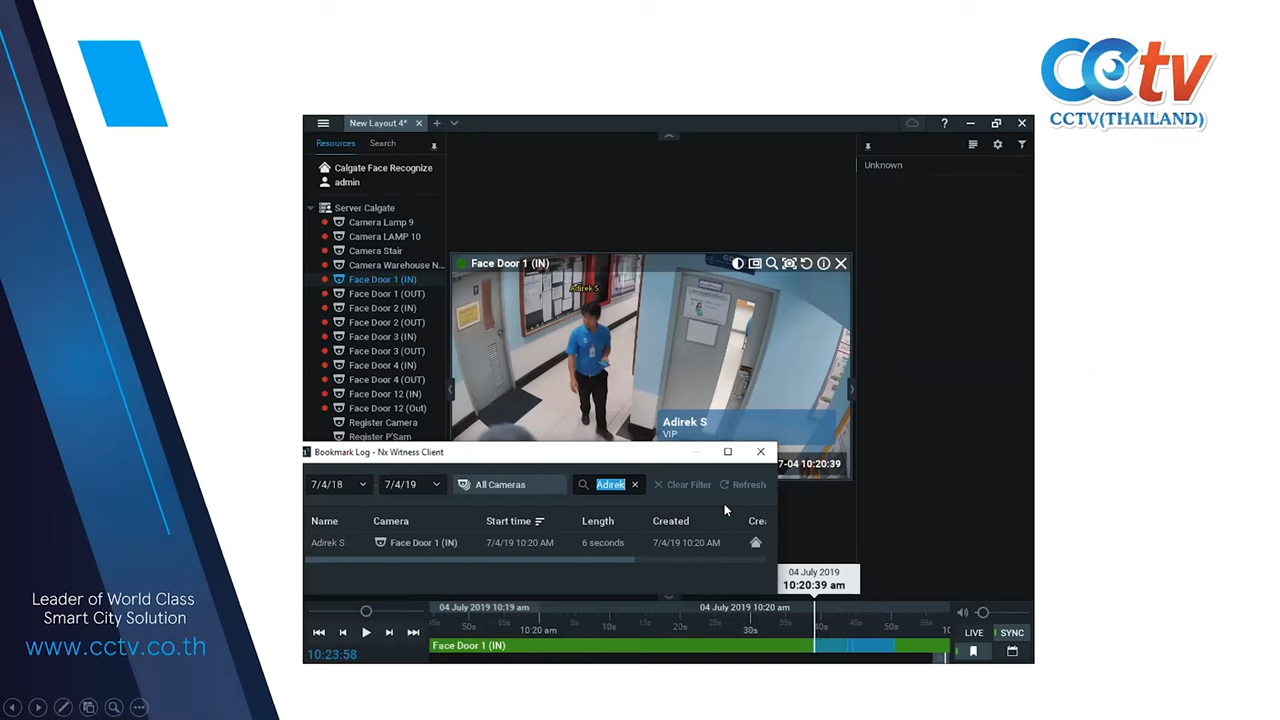 CCtv
CCTV(THAILAND)
New Layout 4*
Resources
Search
Calgate Face Recognize
admin
Server Calgate
Camera Lamp 9
Camera LAMP 10
Camera Stair
Camera Warehouse N...
Face Door 1 (IN)
Face Door 1 (OUT)
Face Door 2 (IN)
Face Door 2 (OUT)
Face Door 3 (IN)
Face Door 3 (OUT)
Face Door 4 (IN)
Face Door 4 (OUT)
Face Door 12 (IN)
Face Door 12 (Out)
Register Camera
Register P'Sam
Unknown
Face Door 1 (IN)
Adirek S
Adirek S
VIP
7-04 10:20:39
Bookmark Log - Nx Witness Client
7/4/18 - 7/4/19 All Cameras Adirek Clear Filter Refresh
Name Camera Start time Length Created Crea
Adirek S Face Door 1 (IN) 7/4/19 10:20 AM 6 seconds 7/4/19 10:20 AM
04 July 2019
10:20:39 am
04 July 2019 10:19 am 04 July 2019 10:20 am
45s 50s 55s 10:20 am 20s 30s 40s 50s 10
Face Door 1 (IN)
10:23:58
LIVE SYNC
Leader of World Class
Smart City Solution
www.cctv.co.th